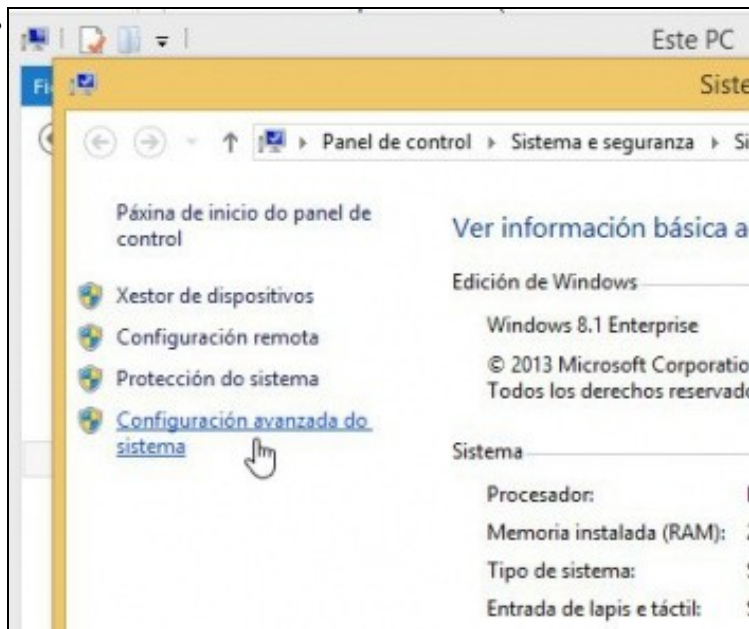 Este PC
Fi
Siste
Panel de control Sistema e seguranza Si
Páxina de inicio do panel de
control
Xestor de dispositivos
Configuración remota
Protección do sistema
Configuración avanzada do
sistema
Ver información básica a
Edición de Windows
Windows 8.1 Enterprise
© 2013 Microsoft Corporatio
Todos los derechos reservado
Sistema
Procesador:
Memoria instalada (RAM):
Tipo de sistema:
Entrada de lapis e táctil: